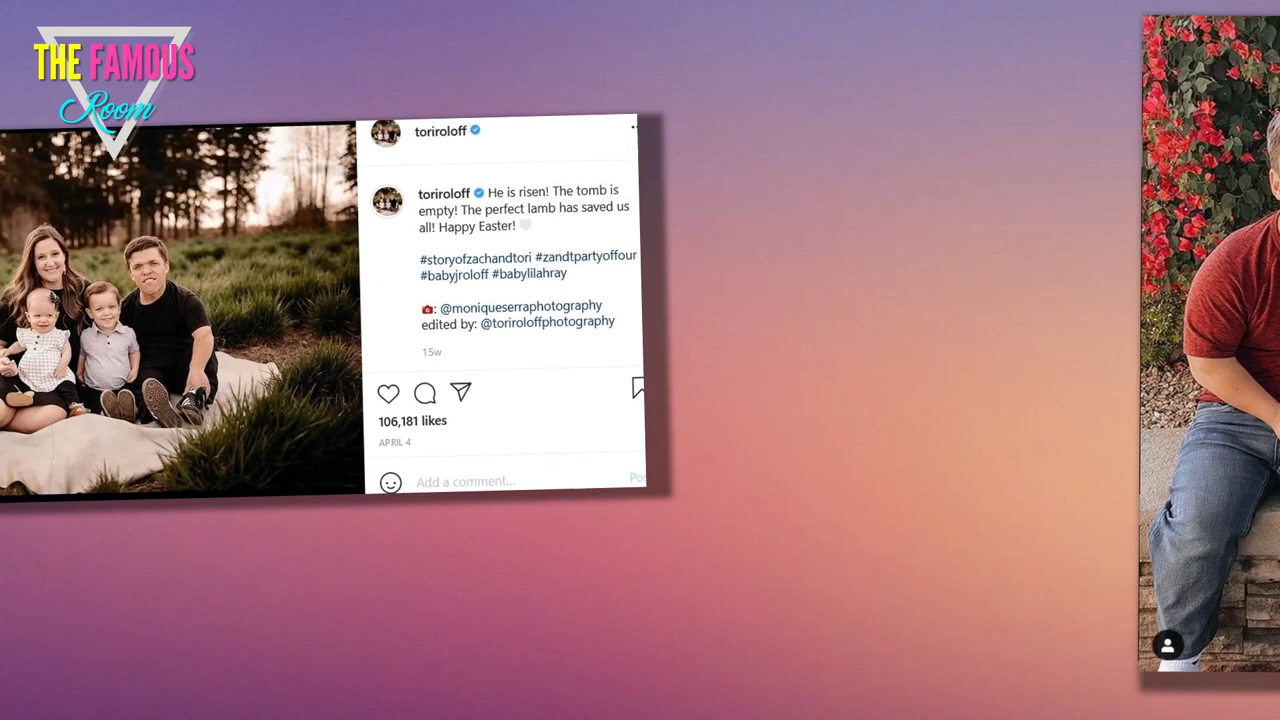 THE FAMOUS
Room
toriroloff
toriroloff He is risen! The tomb is
empty! The perfect lamb has saved us
all! Happy Easter! 🤍
#storyofzachandtori #zandtpartyoffour
#babyjroloff #babylilahray
📷: @moniqueserraphotography
edited by: @toriroloffphotography
15w
106,181 likes
APRIL 4
Add a comment...
Pos